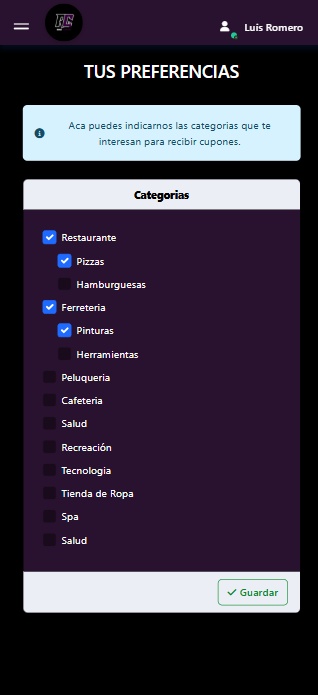 Luis Romero
TUS PREFERENCIAS
Aca puedes indicarnos las categorias que te
interesan para recibir cupones.
Categorias
Restaurante
Pizzas
Hamburguesas
Ferreteria
Pinturas
Herramientas
Peluqueria
Cafeteria
Salud
Recreación
Tecnologia
Tienda de Ropa
Spa
Salud
Guardar